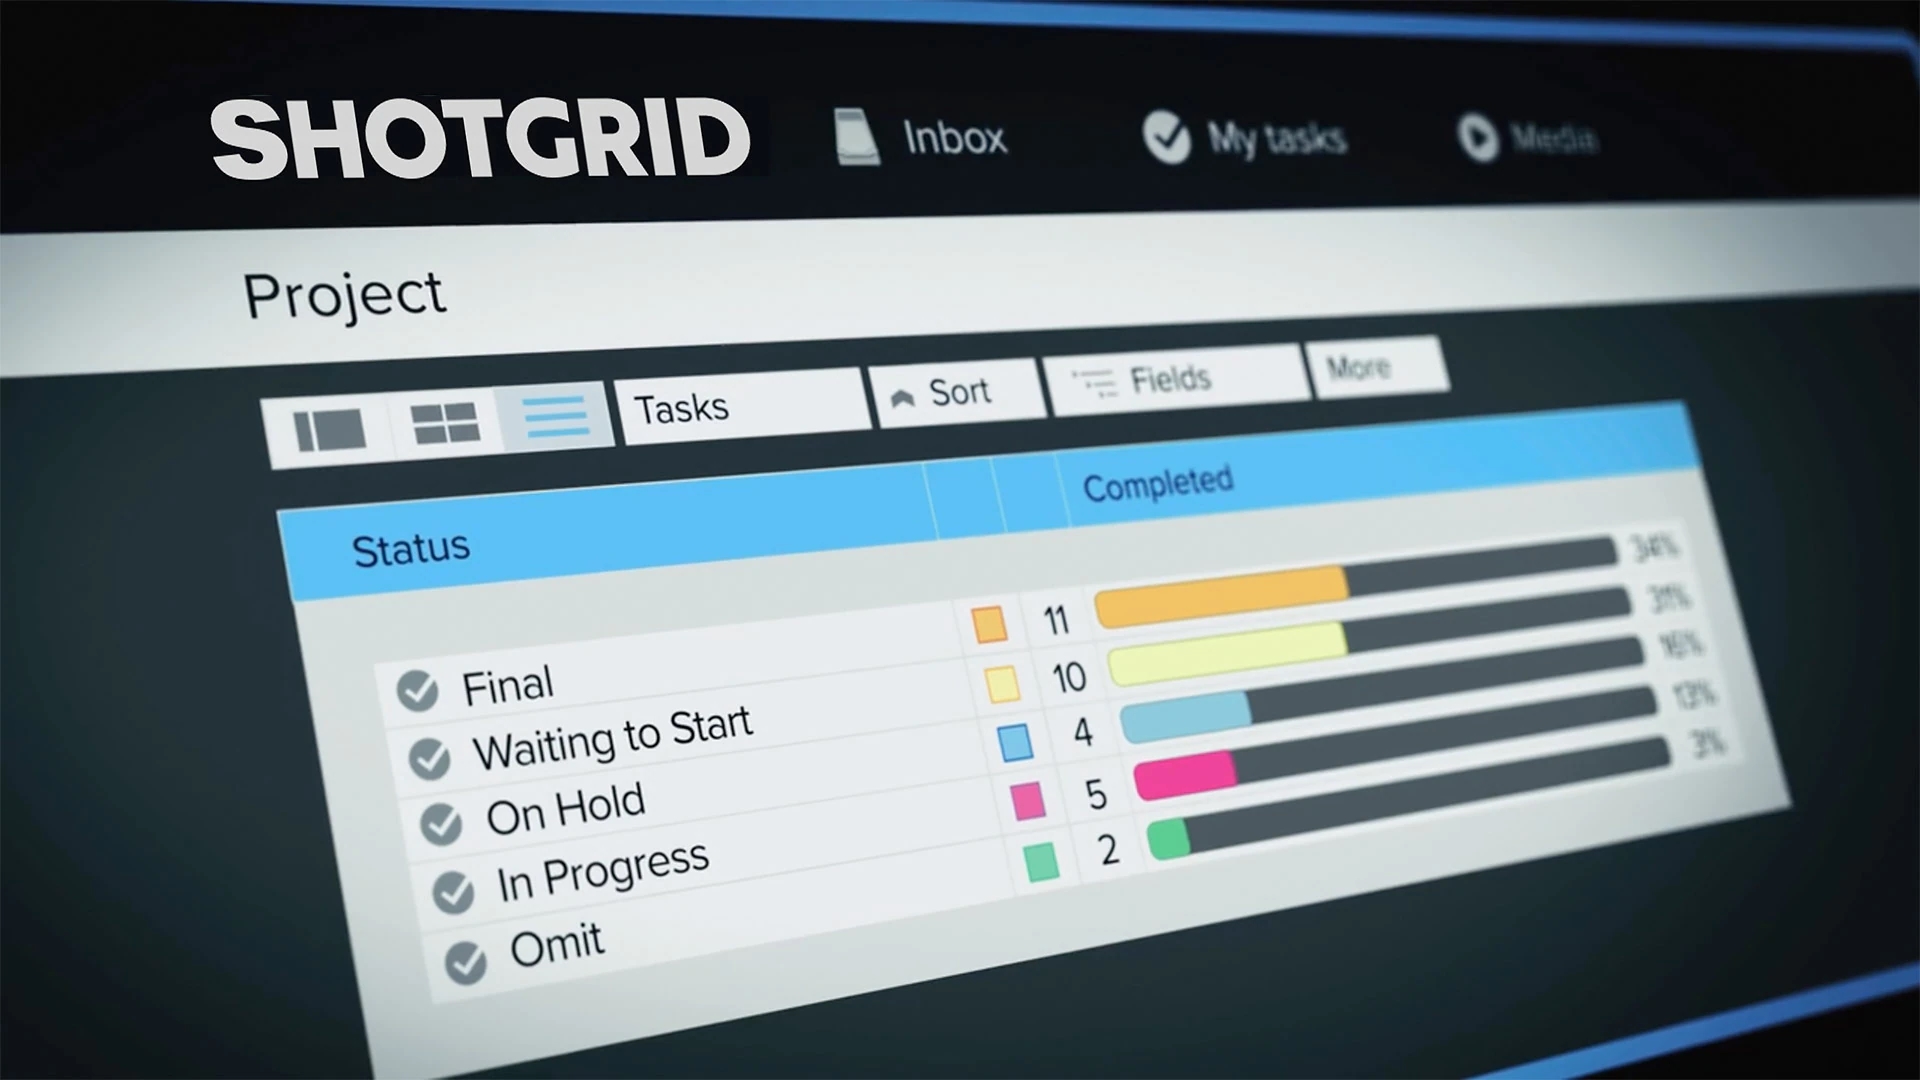 SHOTGRID Inbox My tasks Media
Project
Tasks Sort Fields More
Status Completed
Final 11 34%
Waiting to Start 10 31%
On Hold 4 16%
In Progress 5 13%
Omit 2 3%